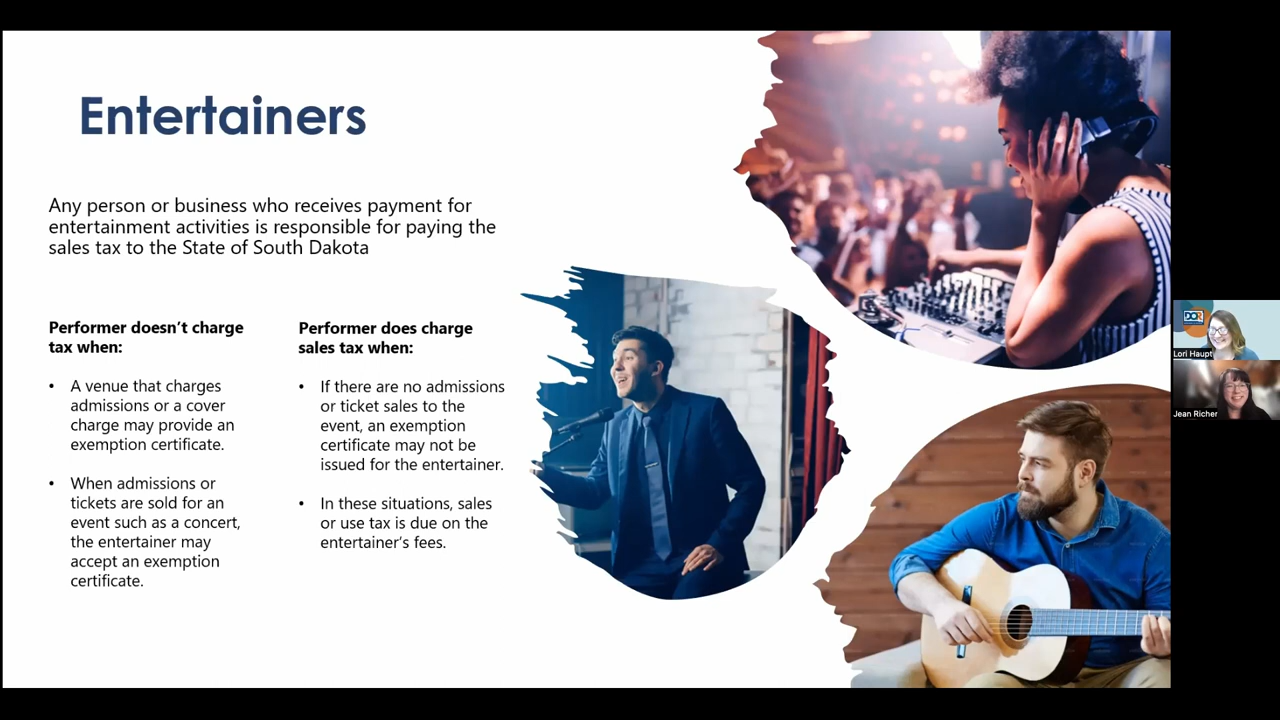 Entertainers
Any person or business who receives payment for
entertainment activities is responsible for paying the
sales tax to the State of South Dakota
Performer doesn’t charge
tax when:
• A venue that charges
admissions or a cover
charge may provide an
exemption certificate.
• When admissions or
tickets are sold for an
event such as a concert,
the entertainer may
accept an exemption
certificate.
Performer does charge
sales tax when:
• If there are no admissions
or ticket sales to the
event, an exemption
certificate may not be
issued for the entertainer.
• In these situations, sales
or use tax is due on the
entertainer’s fees.
DOR
Lori Haupt
Jean Richer